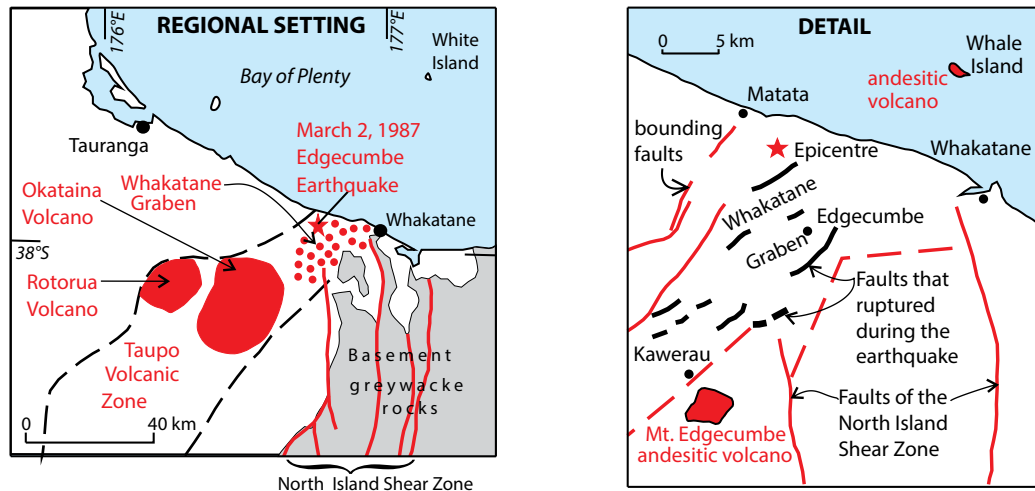 REGIONAL SETTING
176°E
177°E
White
Island
Bay of Plenty
Tauranga
March 2, 1987
Edgecumbe
Earthquake
Whakatane
Graben
Okataina
Volcano
Whakatane
38°S
Rotorua
Volcano
Taupo
Volcanic
Zone
Basement
greywacke
rocks
0 40 km
North Island Shear Zone
DETAIL
0 5 km
Whale
Island
andesitic
volcano
Matata
bounding
faults
Epicentre
Whakatane
Whakatane
Graben
Edgecumbe
Faults that
ruptured
during the
earthquake
Kawerau
Faults of the
North Island
Shear Zone
Mt. Edgecumbe
andesitic volcano